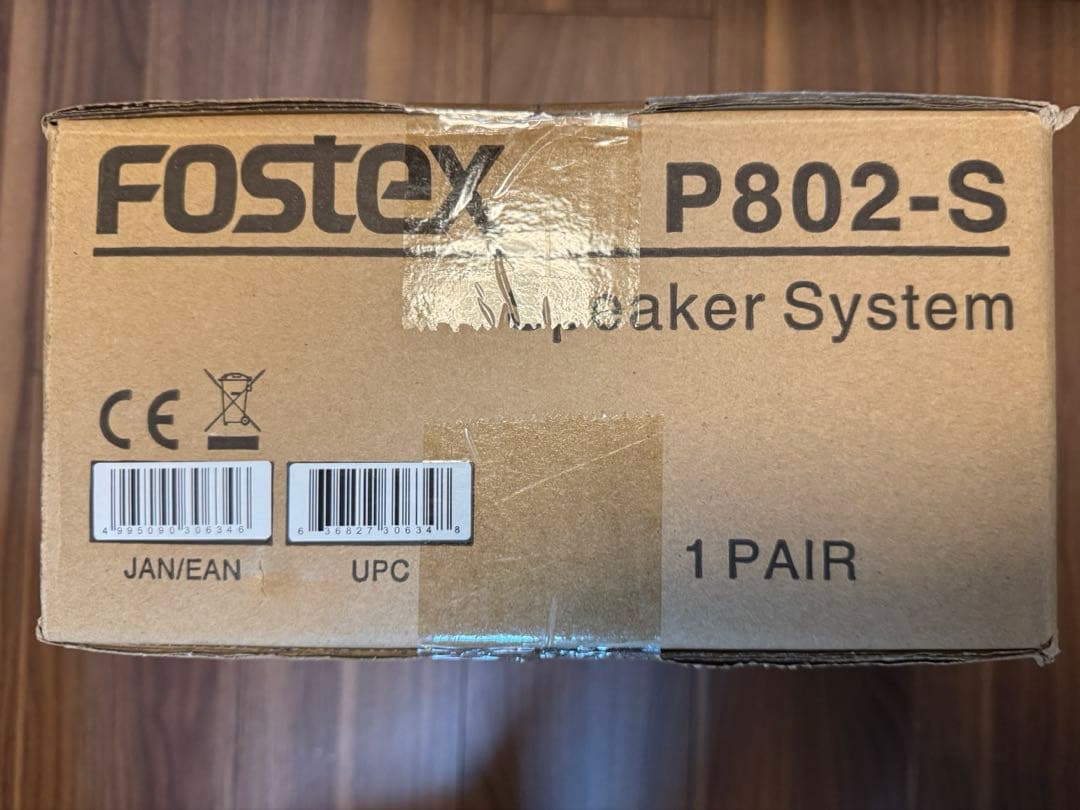 FOSTEX
P802-S
Speaker System
CE
4995090306346
636827306348
JAN/EAN
UPC
1 PAIR